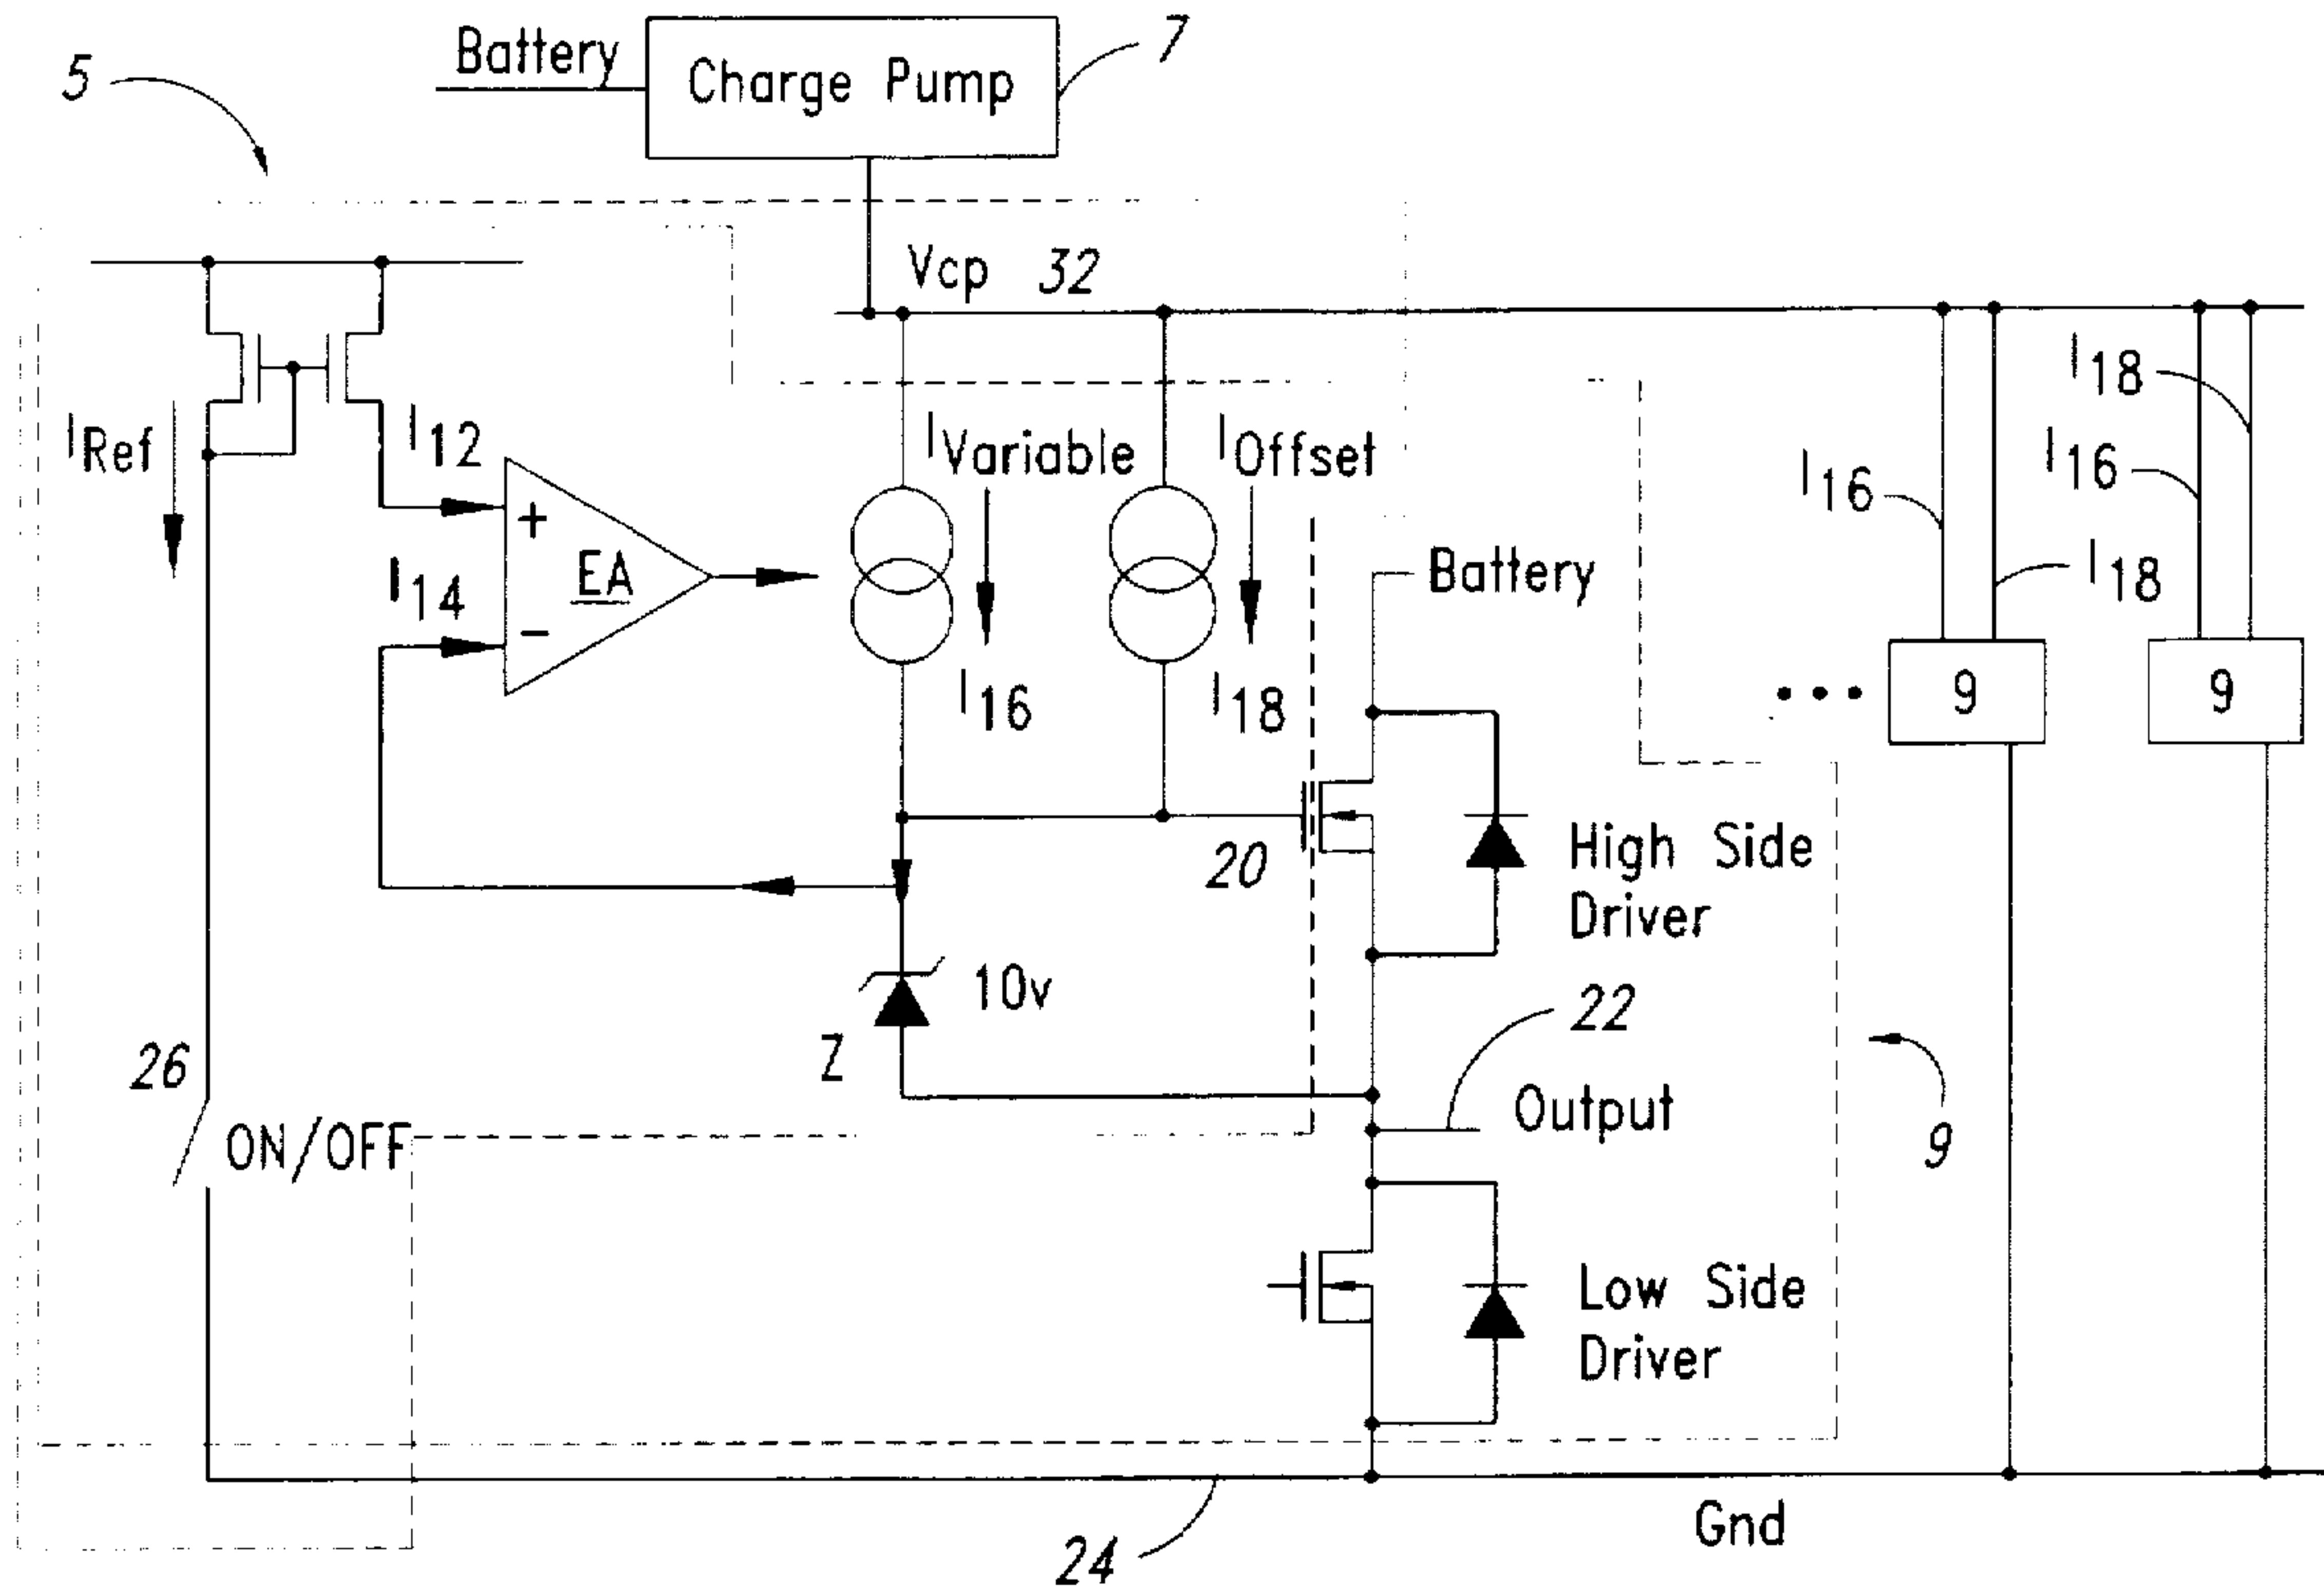 Battery
Charge Pump
7
5
Vcp 32
I18
IRef
I12
IVariable
IOffset
I16
I16
+
EA
I14
−
Battery
I18
I16
I18
...
9
9
20
High Side
Driver
10v
22
Z
26
Output
9
ON/OFF
Low Side
Driver
Gnd
24